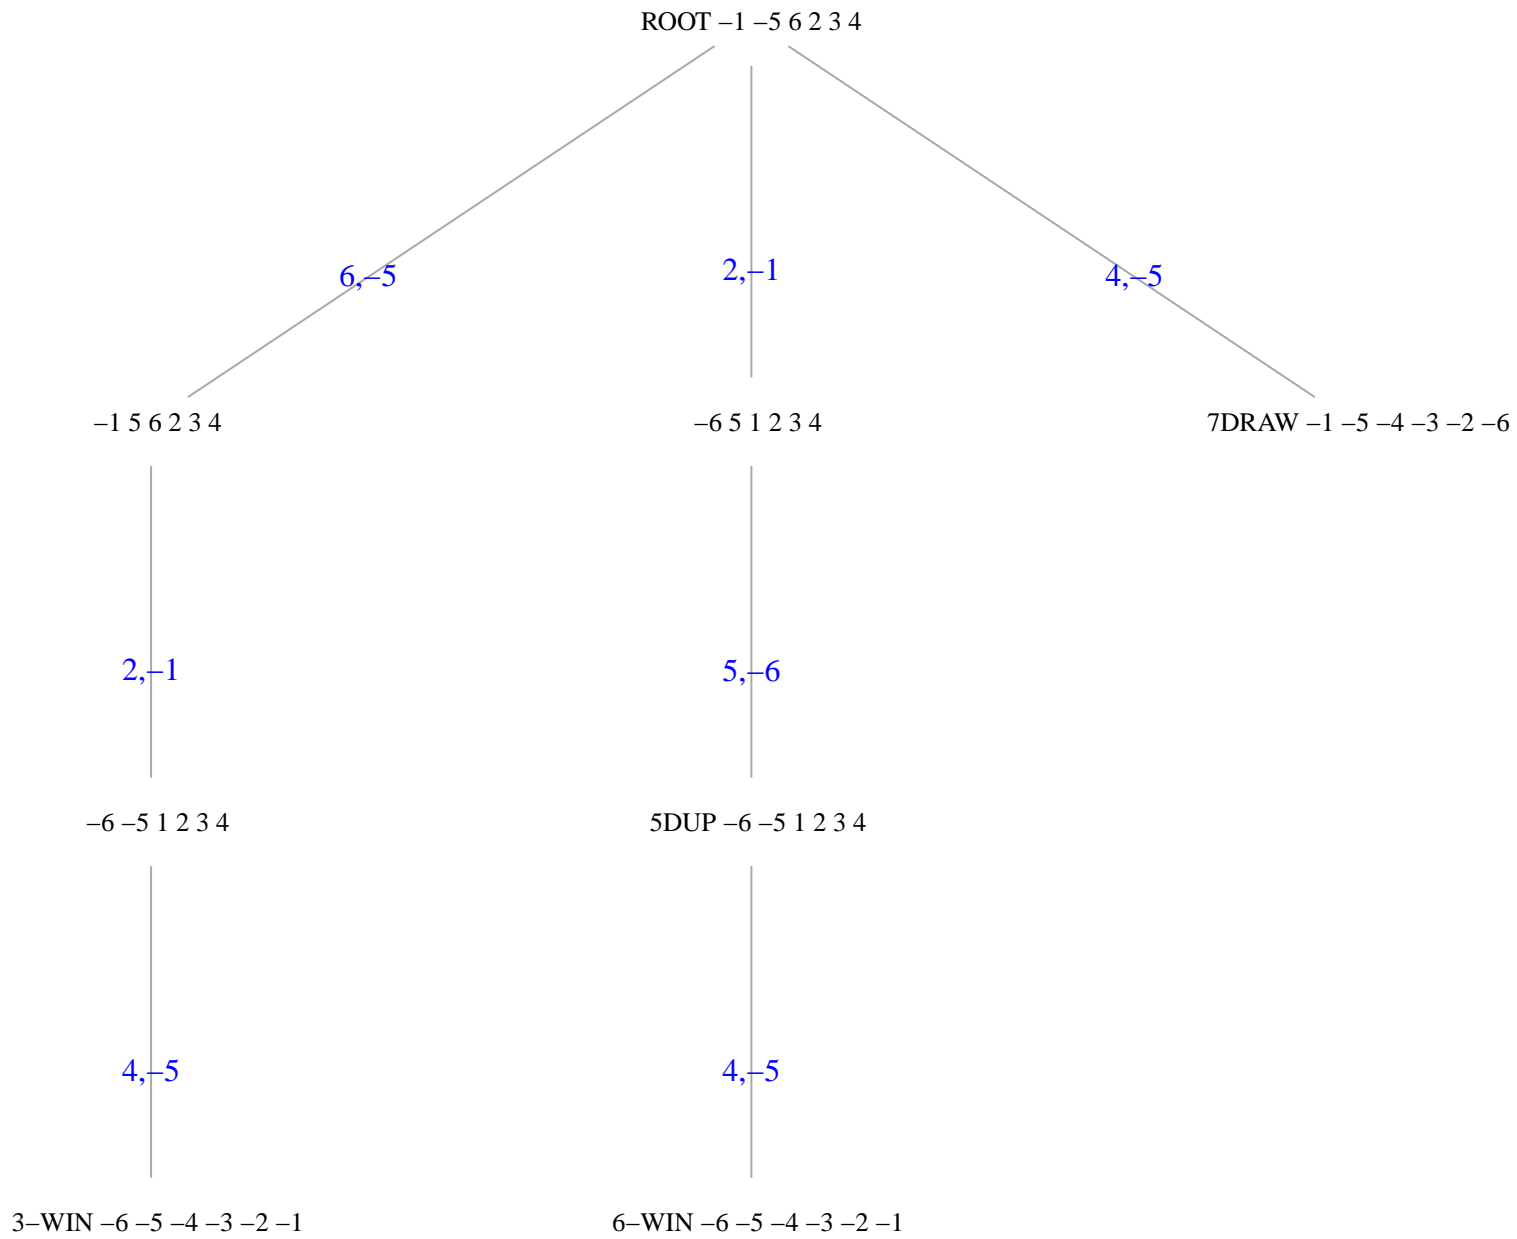 ROOT –1 –5 6 2 3 4
6,–5
2,–1
4,–5
–1 5 6 2 3 4
–6 5 1 2 3 4
7DRAW –1 –5 –4 –3 –2 –6
2,–1
5,–6
–6 –5 1 2 3 4
5DUP –6 –5 1 2 3 4
4,–5
4,–5
3–WIN –6 –5 –4 –3 –2 –1
6–WIN –6 –5 –4 –3 –2 –1